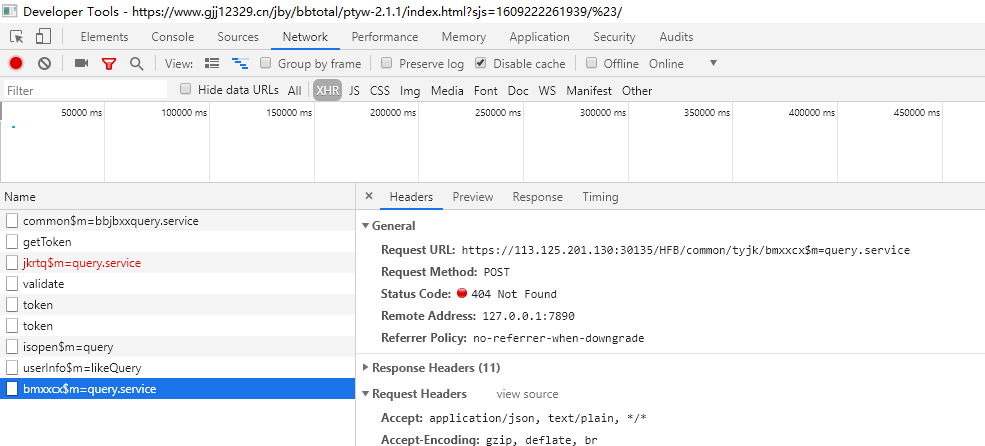 Developer Tools - https://www.gjj12329.cn/jby/bbtotal/ptyw-2.1.1/index.html?sjs=1609222261939/%23/
Elements Console Sources Network Performance Memory Application Security Audits
View: Group by frame Preserve log Disable cache Offline Online ▼
Filter Hide data URLs All XHR JS CSS Img Media Font Doc WS Manifest Other
50000 ms 100000 ms 150000 ms 200000 ms 250000 ms 300000 ms 350000 ms 400000 ms 450000 ms
Name
common$m=bbjbxxquery.service
getToken
jkrtq$m=query.service
validate
token
token
isopen$m=query
userInfo$m=likeQuery
bmxxcx$m=query.service
× Headers Preview Response Timing
▼ General
Request URL: https://113.125.201.130:30135/HFB/common/tyjk/bmxxcx$m=query.service
Request Method: POST
Status Code: 404 Not Found
Remote Address: 127.0.0.1:7890
Referrer Policy: no-referrer-when-downgrade
▶ Response Headers (11)
▼ Request Headers view source
Accept: application/json, text/plain, */*
Accept-Encoding: gzip, deflate, br